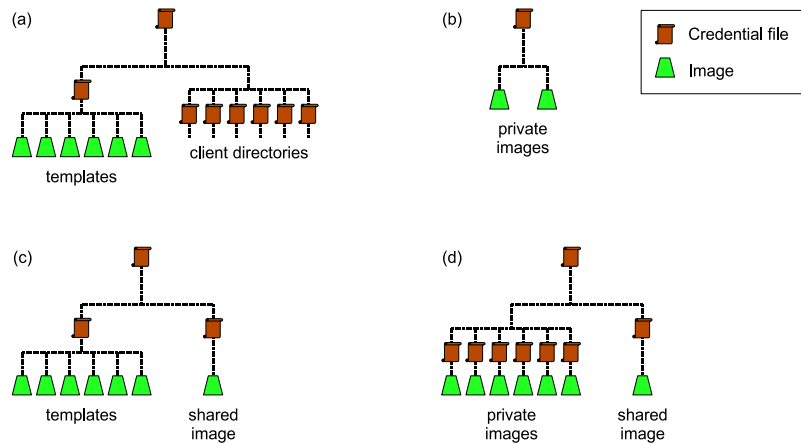 (a)
templates
client directories
(b)
private
images
Credential file
Image
(c)
templates
shared
image
(d)
private
images
shared
image